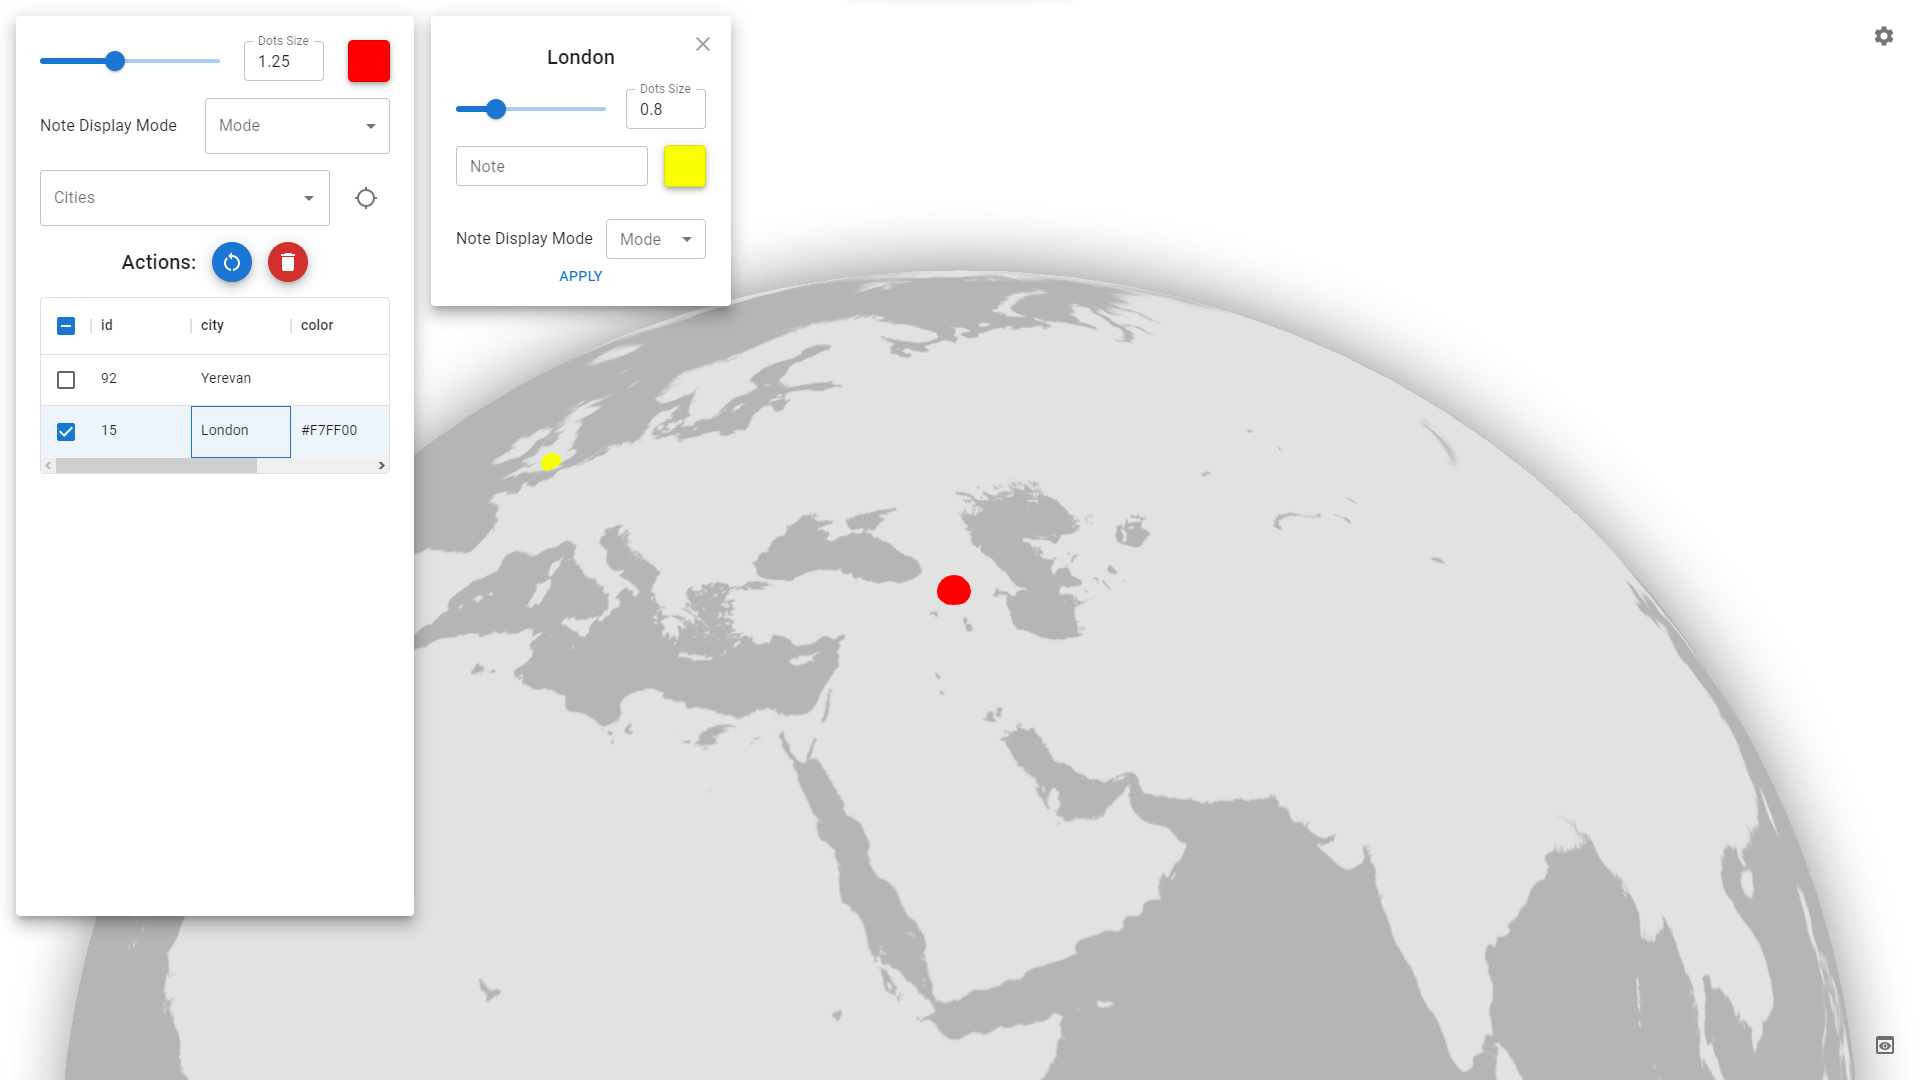 Dots Size
1.25
Note Display Mode
Mode
Cities
Actions:
id city color
92 Yerevan
15 London #F7FF00
London
Dots Size
0.8
Note
Note Display Mode
Mode
APPLY